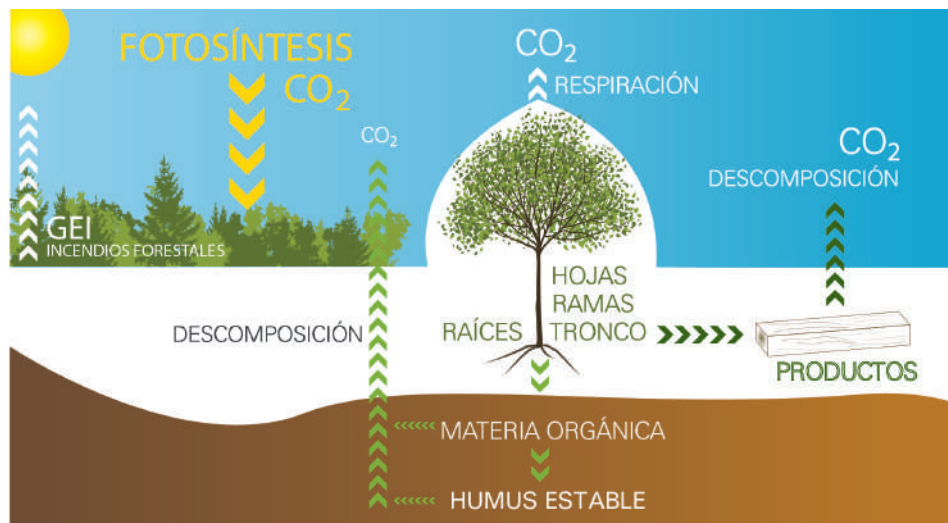 FOTOSÍNTESIS
CO₂
CO₂
RESPIRACIÓN
CO₂
CO₂
DESCOMPOSICIÓN
GEI
INCENDIOS FORESTALES
HOJAS
RAMAS
RAÍCES TRONCO
DESCOMPOSICIÓN
PRODUCTOS
MATERIA ORGÁNICA
HUMUS ESTABLE